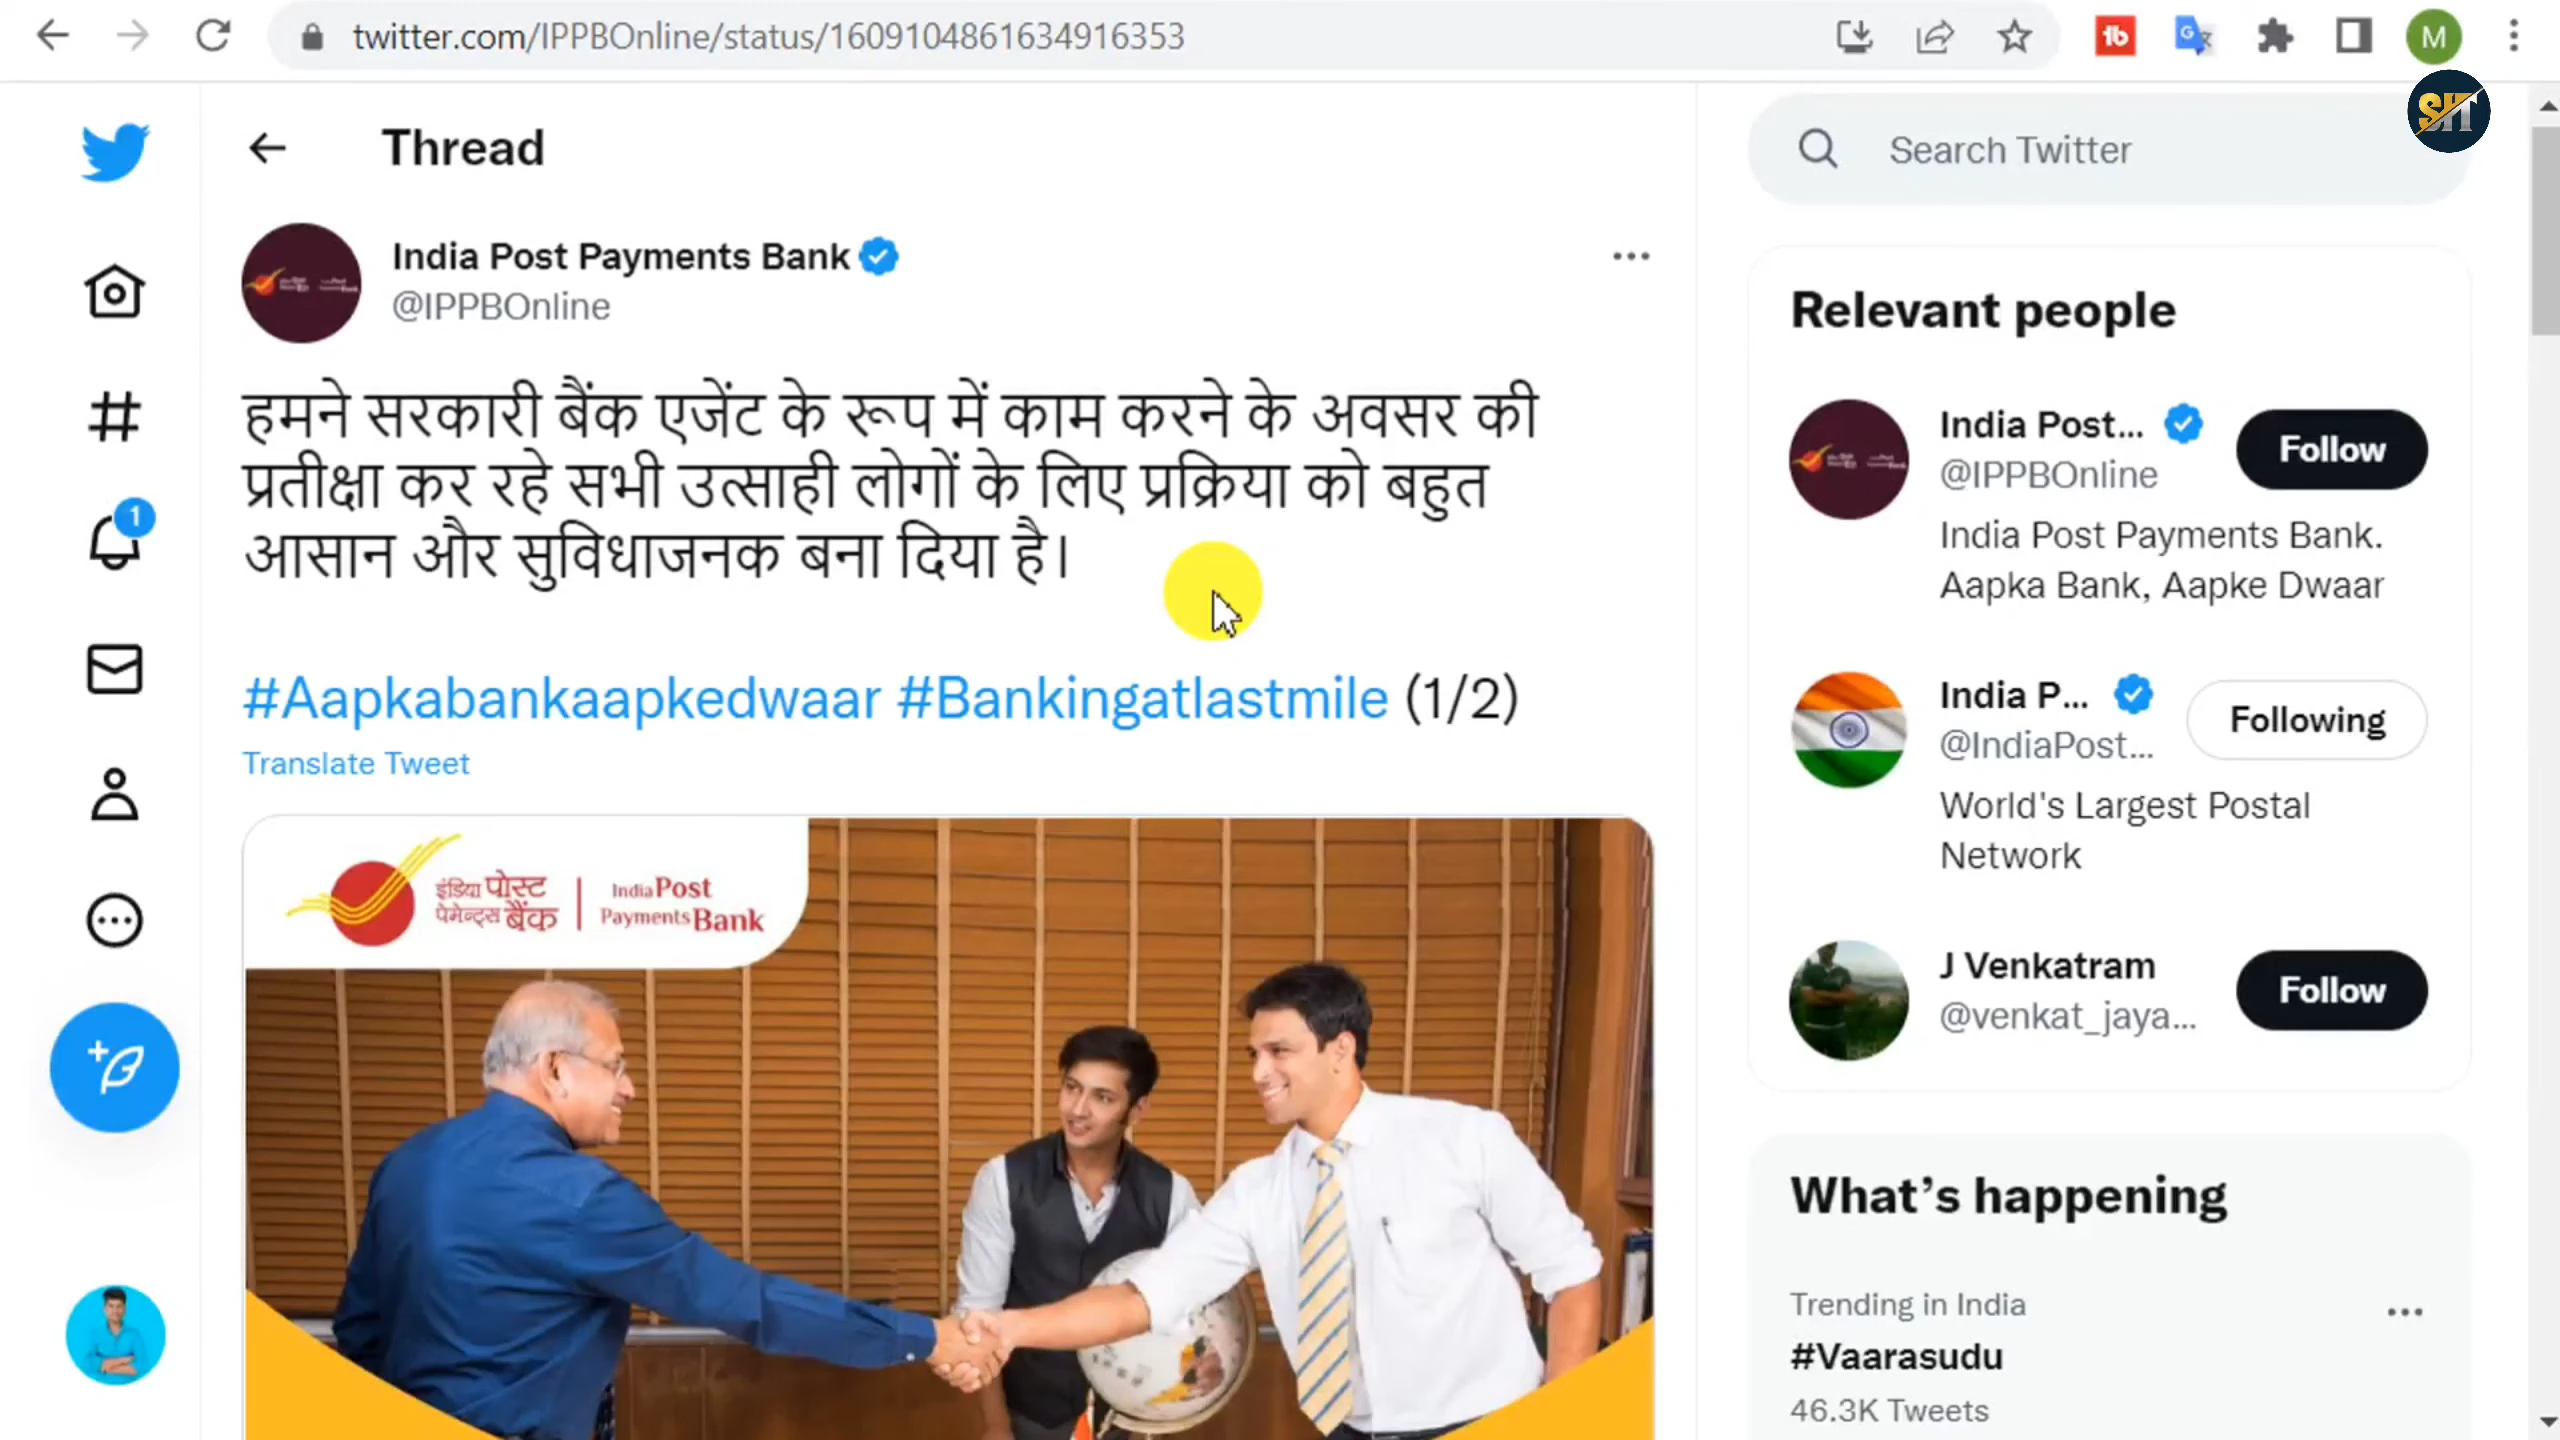 twitter.com/IPPBOnline/status/1609104861634916353
M
SHT
Thread
Search Twitter
India Post Payments Bank
@IPPBOnline
हमने सरकारी बैंक एजेंट के रूप में काम करने के अवसर की
प्रतीक्षा कर रहे सभी उत्साही लोगों के लिए प्रक्रिया को बहुत
आसान और सुविधाजनक बना दिया है।
#Aapkabankaapkedwaar #Bankingatlastmile (1/2)
Translate Tweet
1
इंडिया पोस्ट
पेमेन्ट्स बैंक
India Post
Payments Bank
Relevant people
India Post...
@IPPBOnline
Follow
India Post Payments Bank.
Aapka Bank, Aapke Dwaar
India P...
@IndiaPost...
Following
World's Largest Postal
Network
J Venkatram
@venkat_jaya...
Follow
What's happening
Trending in India
#Vaarasudu
46.3K Tweets